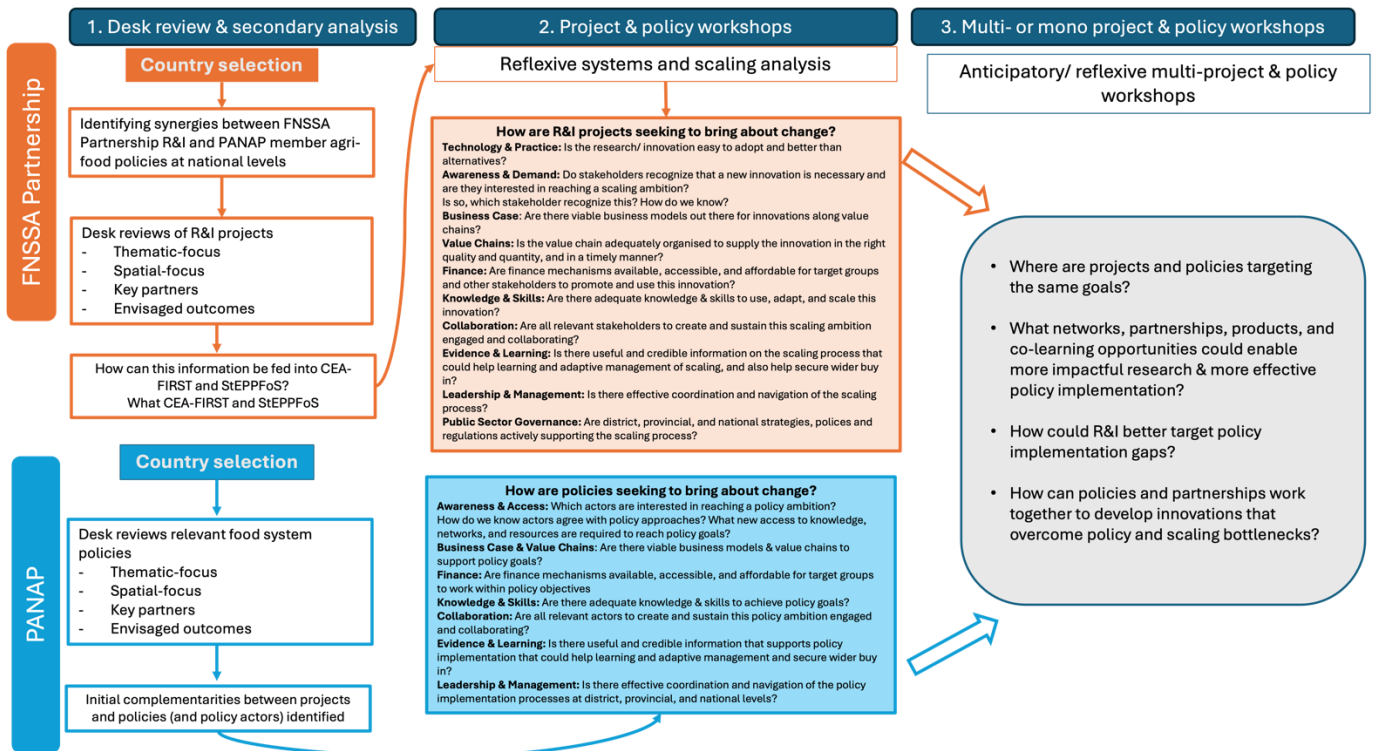 1. Desk review & secondary analysis
2. Project & policy workshops
3. Multi- or mono project & policy workshops
FNSSA Partnership
Country selection
Identifying synergies between FNSSA
Partnership R&I and PANAP member agri-
food policies at national levels
Desk reviews of R&I projects
- Thematic-focus
- Spatial-focus
- Key partners
- Envisaged outcomes
How can this information be fed into CEA-
FIRST and StEPPFoS?
What CEA-FIRST and StEPPFoS
Reflexive systems and scaling analysis
How are R&I projects seeking to bring about change?
Technology & Practice: Is the research/ innovation easy to adopt and better than
alternatives?
Awareness & Demand: Do stakeholders recognize that a new innovation is necessary and
are they interested in reaching a scaling ambition?
Is so, which stakeholder recognize this? How do we know?
Business Case: Are there viable business models out there for innovations along value
chains?
Value Chains: Is the value chain adequately organised to supply the innovation in the right
quality and quantity, and in a timely manner?
Finance: Are finance mechanisms available, accessible, and affordable for target groups
and other stakeholders to promote and use this innovation?
Knowledge & Skills: Are there adequate knowledge & skills to use, adapt, and scale this
innovation?
Collaboration: Are all relevant stakeholders to create and sustain this scaling ambition
engaged and collaborating?
Evidence & Learning: Is there useful and credible information on the scaling process that
could help learning and adaptive management of scaling, and also help secure wider buy
in?
Leadership & Management: Is there effective coordination and navigation of the scaling
process?
Public Sector Governance: Are district, provincial, and national strategies, polices and
regulations actively supporting the scaling process?
Anticipatory/ reflexive multi-project & policy
workshops
• Where are projects and policies targeting
the same goals?
• What networks, partnerships, products, and
co-learning opportunities could enable
more impactful research & more effective
policy implementation?
• How could R&I better target policy
implementation gaps?
• How can policies and partnerships work
together to develop innovations that
overcome policy and scaling bottlenecks?
PANAP
Country selection
Desk reviews relevant food system
policies
- Thematic-focus
- Spatial-focus
- Key partners
- Envisaged outcomes
Initial complementarities between projects
and policies (and policy actors) identified
How are policies seeking to bring about change?
Awareness & Access: Which actors are interested in reaching a policy ambition?
How do we know actors agree with policy approaches? What new access to knowledge,
networks, and resources are required to reach policy goals?
Business Case & Value Chains: Are there viable business models & value chains to
support policy goals?
Finance: Are finance mechanisms available, accessible, and affordable for target groups
to work within policy objectives
Knowledge & Skills: Are there adequate knowledge & skills to achieve policy goals?
Collaboration: Are all relevant actors to create and sustain this policy ambition engaged
and collaborating?
Evidence & Learning: Is there useful and credible information that supports policy
implementation that could help learning and adaptive management and secure wider buy
in?
Leadership & Management: Is there effective coordination and navigation of the policy
implementation processes at district, provincial, and national levels?